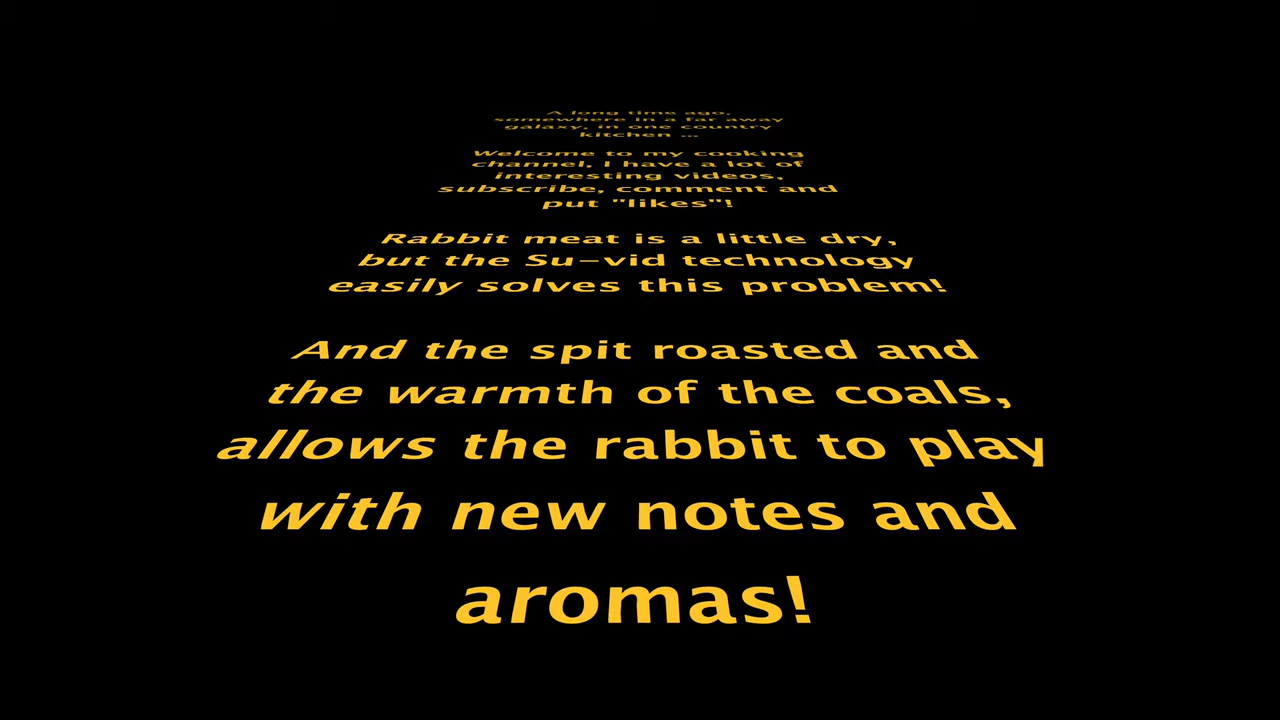 A long time ago,
somewhere in a far away
galaxy, in one country
kitchen ...
Welcome to my cooking
channel, I have a lot of
interesting videos,
subscribe, comment and
put "likes"!
Rabbit meat is a little dry,
but the Su-vid technology
easily solves this problem!
And the spit roasted and
the warmth of the coals,
allows the rabbit to play
with new notes and
aromas!